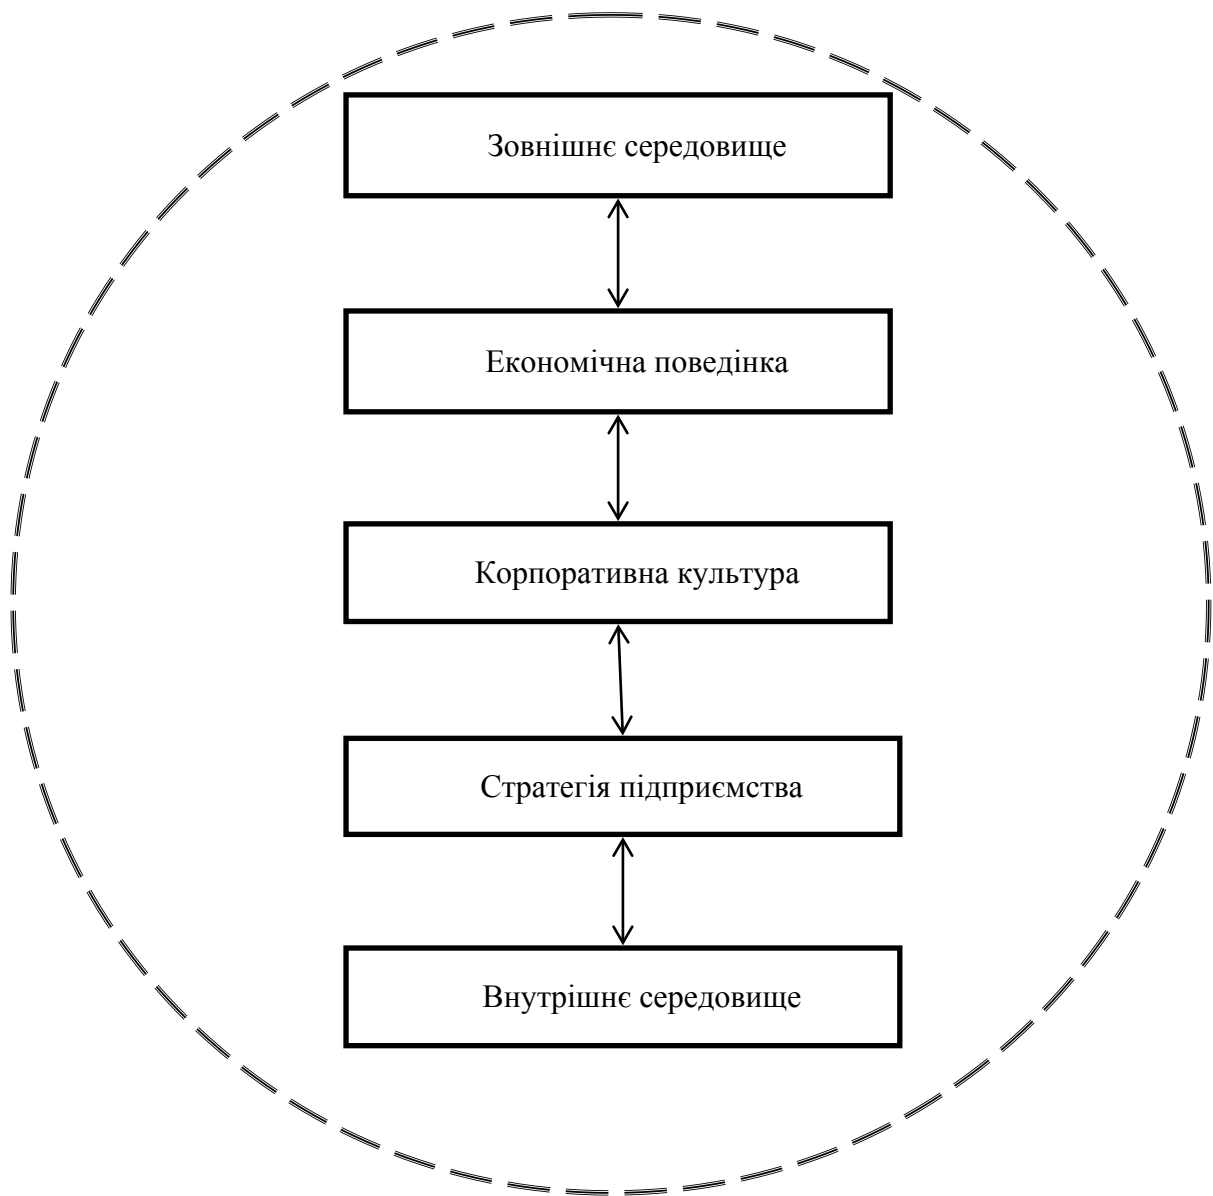 Зовнішнє середовище
Економічна поведінка
Корпоративна культура
Стратегія підприємства
Внутрішнє середовище